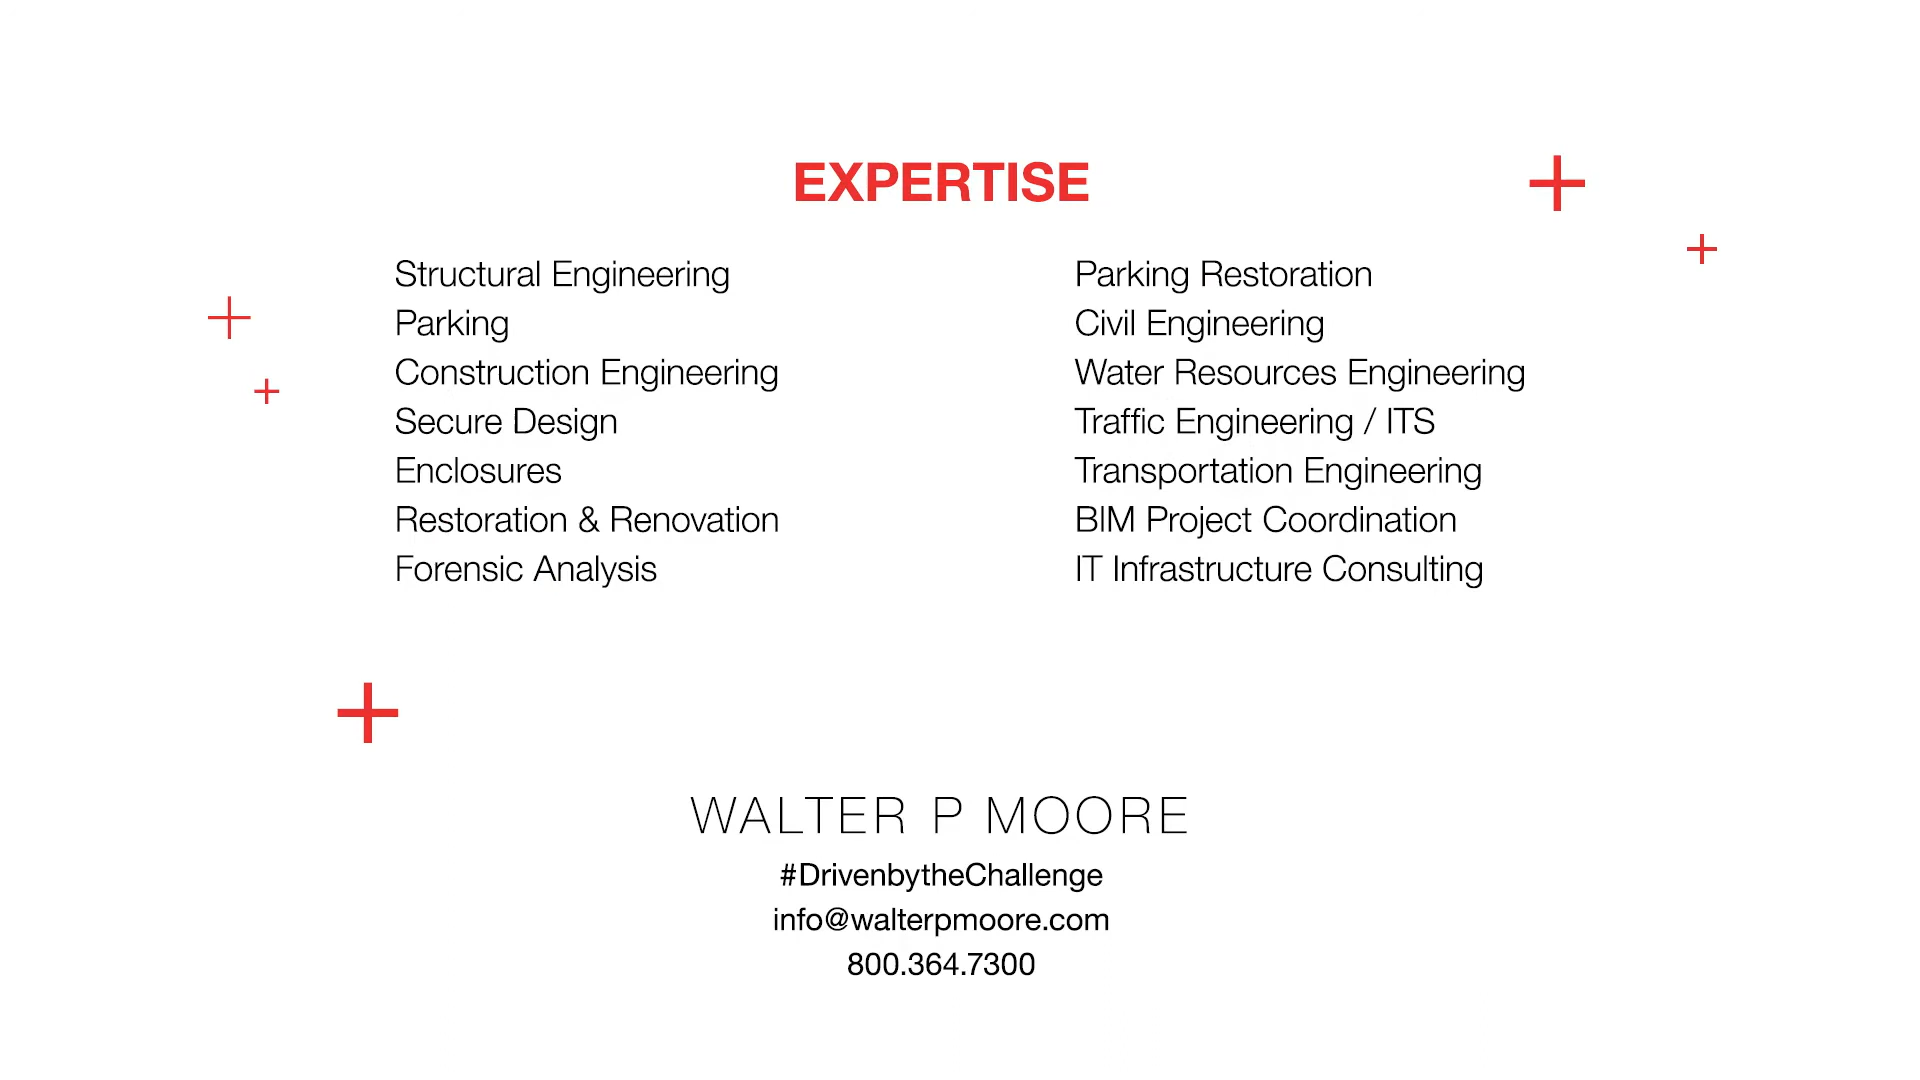 EXPERTISE
Structural Engineering
Parking
Construction Engineering
Secure Design
Enclosures
Restoration & Renovation
Forensic Analysis
Parking Restoration
Civil Engineering
Water Resources Engineering
Traffic Engineering / ITS
Transportation Engineering
BIM Project Coordination
IT Infrastructure Consulting
WALTER P MOORE
#DrivenbytheChallenge
info@walterpmoore.com
800.364.7300